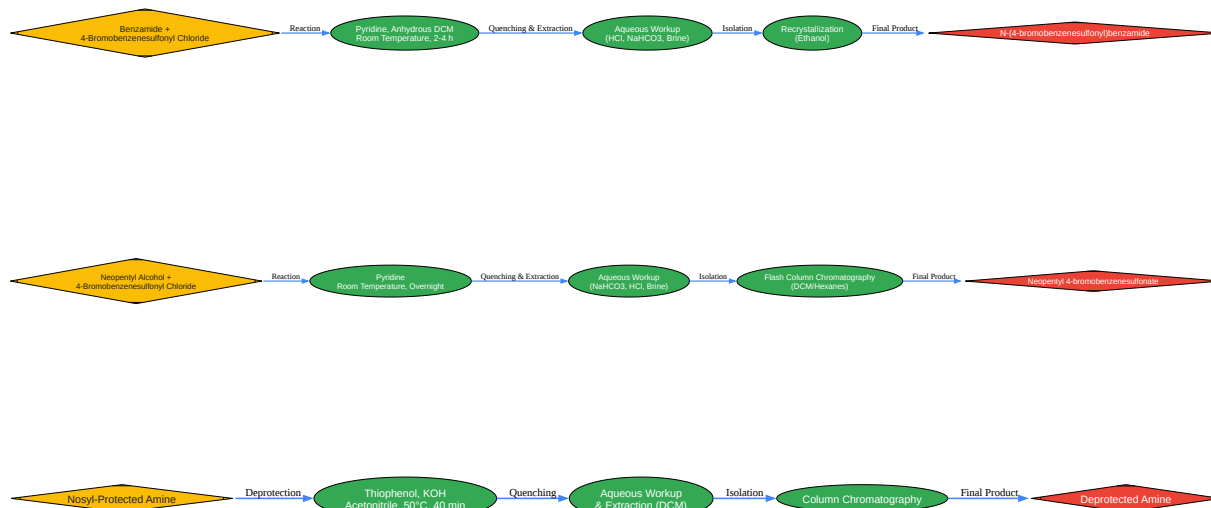 Benzamide +
4-Bromobenzenesulfonyl Chloride
Reaction
Pyridine, Anhydrous DCM
Room Temperature, 2-4 h
Quenching & Extraction
Aqueous Workup
(HCl, NaHCO3, Brine)
Isolation
Recrystallization
(Ethanol)
Final Product
N-(4-bromobenzenesulfonyl)benzamide
Neopentyl Alcohol +
4-Bromobenzenesulfonyl Chloride
Reaction
Pyridine
Room Temperature, Overnight
Quenching & Extraction
Aqueous Workup
(NaHCO3, HCl, Brine)
Isolation
Flash Column Chromatography
(DCM/Hexanes)
Final Product
Neopentyl 4-bromobenzenesulfonate
Nosyl-Protected Amine
Deprotection
Thiophenol, KOH
Acetonitrile, 50°C, 40 min
Quenching
Aqueous Workup
& Extraction (DCM)
Isolation
Column Chromatography
Final Product
Deprotected Amine